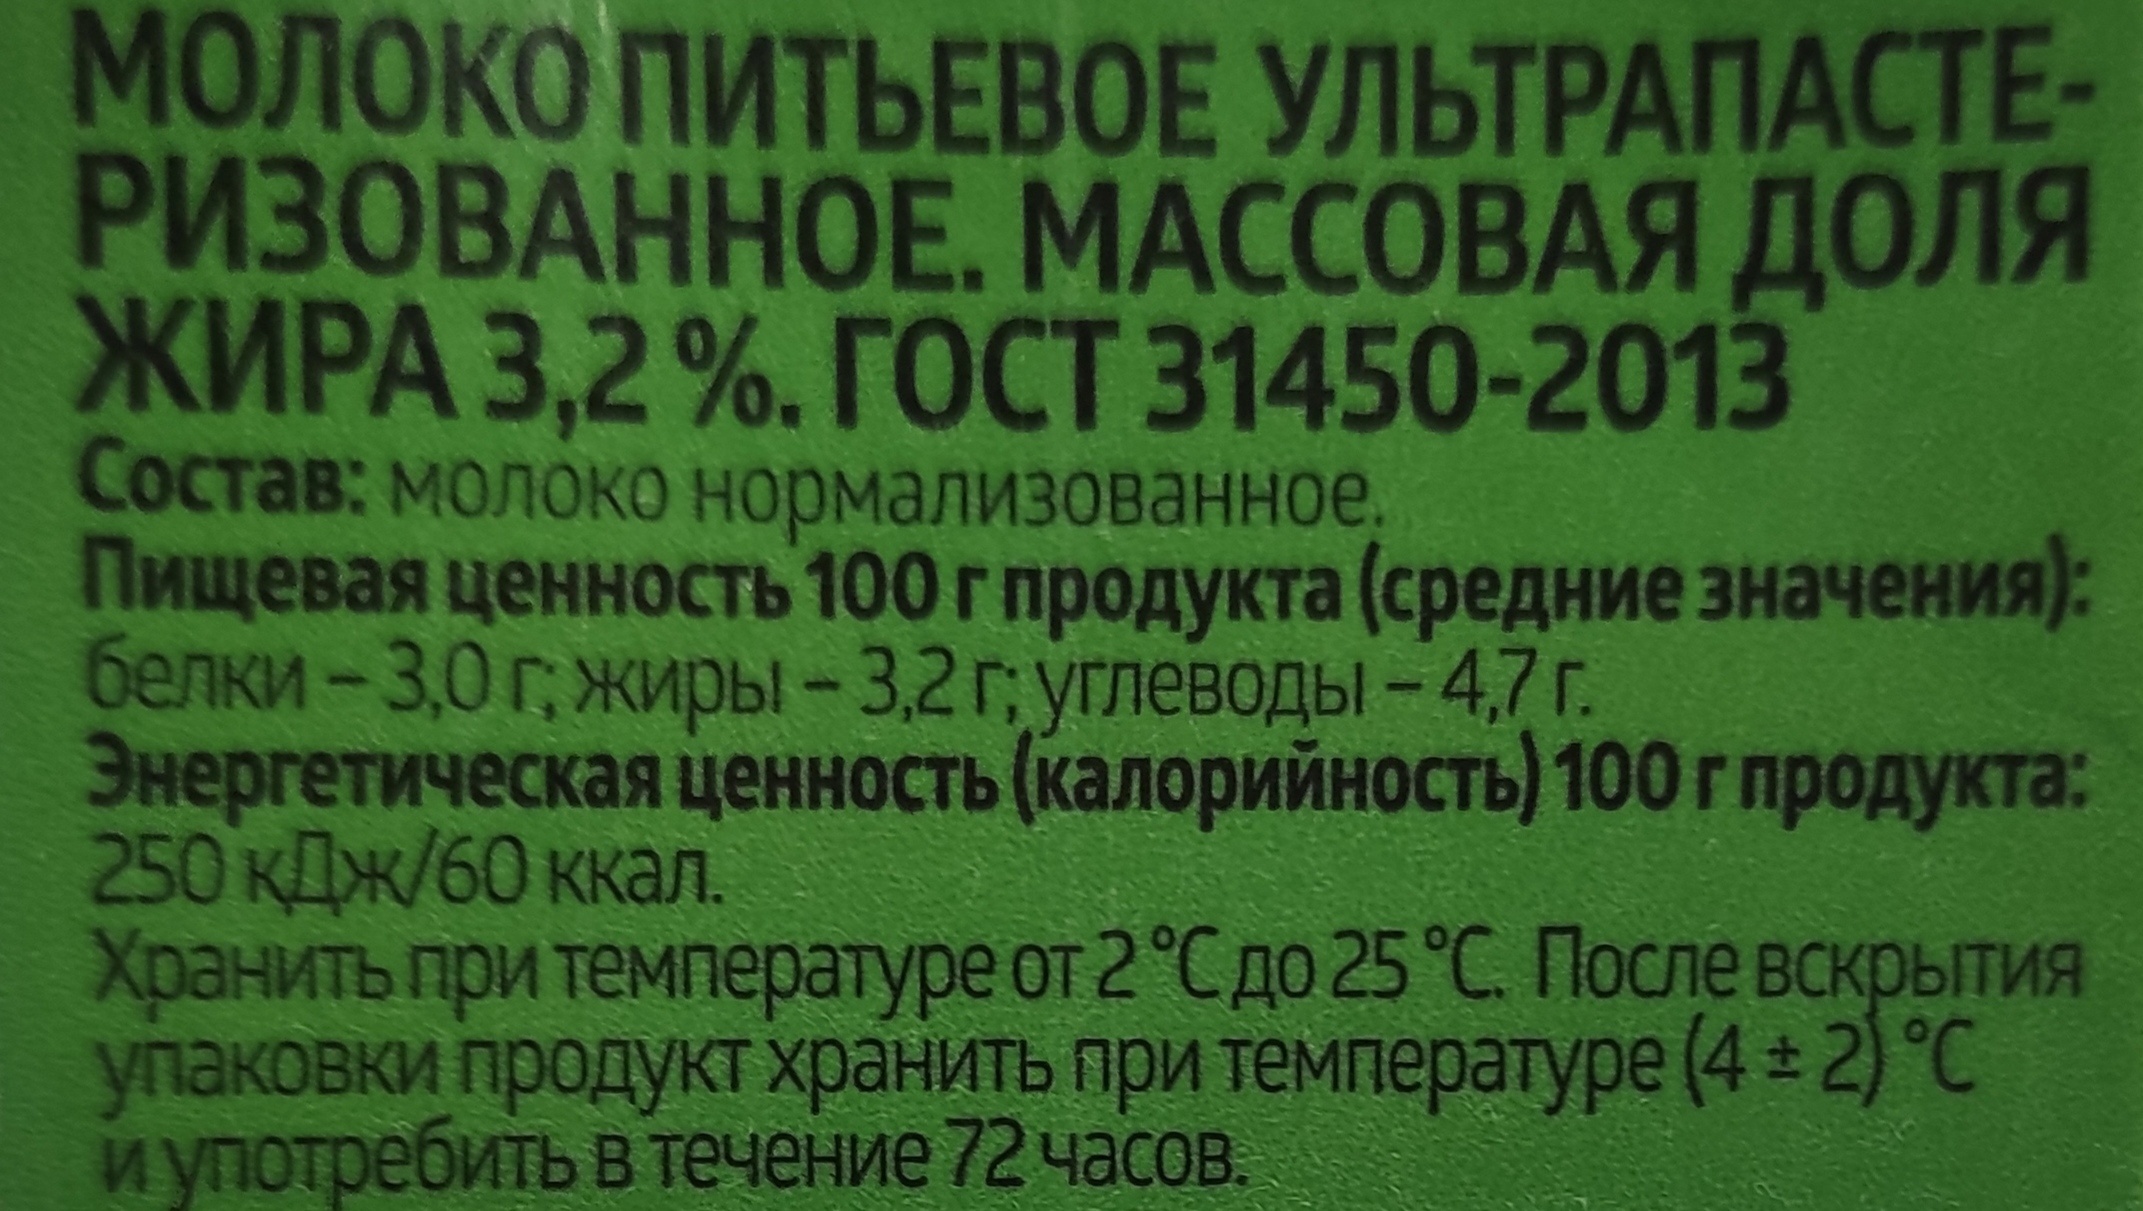 МОЛОКО ПИТЬЕВОЕ УЛЬТРАПАСТЕ-
РИЗОВАННОЕ. МАССОВАЯ ДОЛЯ
ЖИРА 3,2 %. ГОСТ 31450-2013
Состав: молоко нормализованное.
Пищевая ценность 100 г продукта (средние значения):
белки – 3,0 г; жиры – 3,2 г; углеводы – 4,7 г.
Энергетическая ценность (калорийность) 100 г продукта:
250 кДж/60 ккал.
Хранить при температуре от 2 °С до 25 °С. После вскрытия
упаковки продукт хранить при температуре (4 ± 2) °С
и употребить в течение 72 часов.